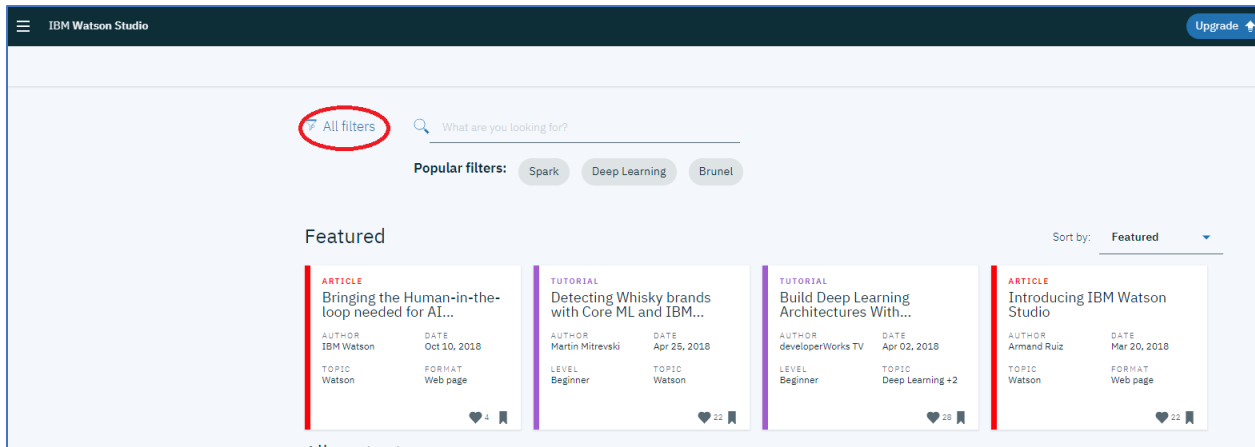 IBM Watson Studio
Upgrade
All filters
What are you looking for?
Popular filters:
Spark
Deep Learning
Brunel
Featured
Sort by:
Featured
ARTICLE
Bringing the Human-in-the-
loop needed for AI...
AUTHOR DATE
IBM Watson Oct 10, 2018
TOPIC FORMAT
Watson Web page
4
TUTORIAL
Detecting Whisky brands
with Core ML and IBM...
AUTHOR DATE
Martin Mitrevski Apr 25, 2018
LEVEL TOPIC
Beginner Watson
22
TUTORIAL
Build Deep Learning
Architectures With...
AUTHOR DATE
developerWorks TV Apr 02, 2018
LEVEL TOPIC
Beginner Deep Learning +2
28
ARTICLE
Introducing IBM Watson
Studio
AUTHOR DATE
Armand Ruiz Mar 20, 2018
TOPIC FORMAT
Watson Web page
22